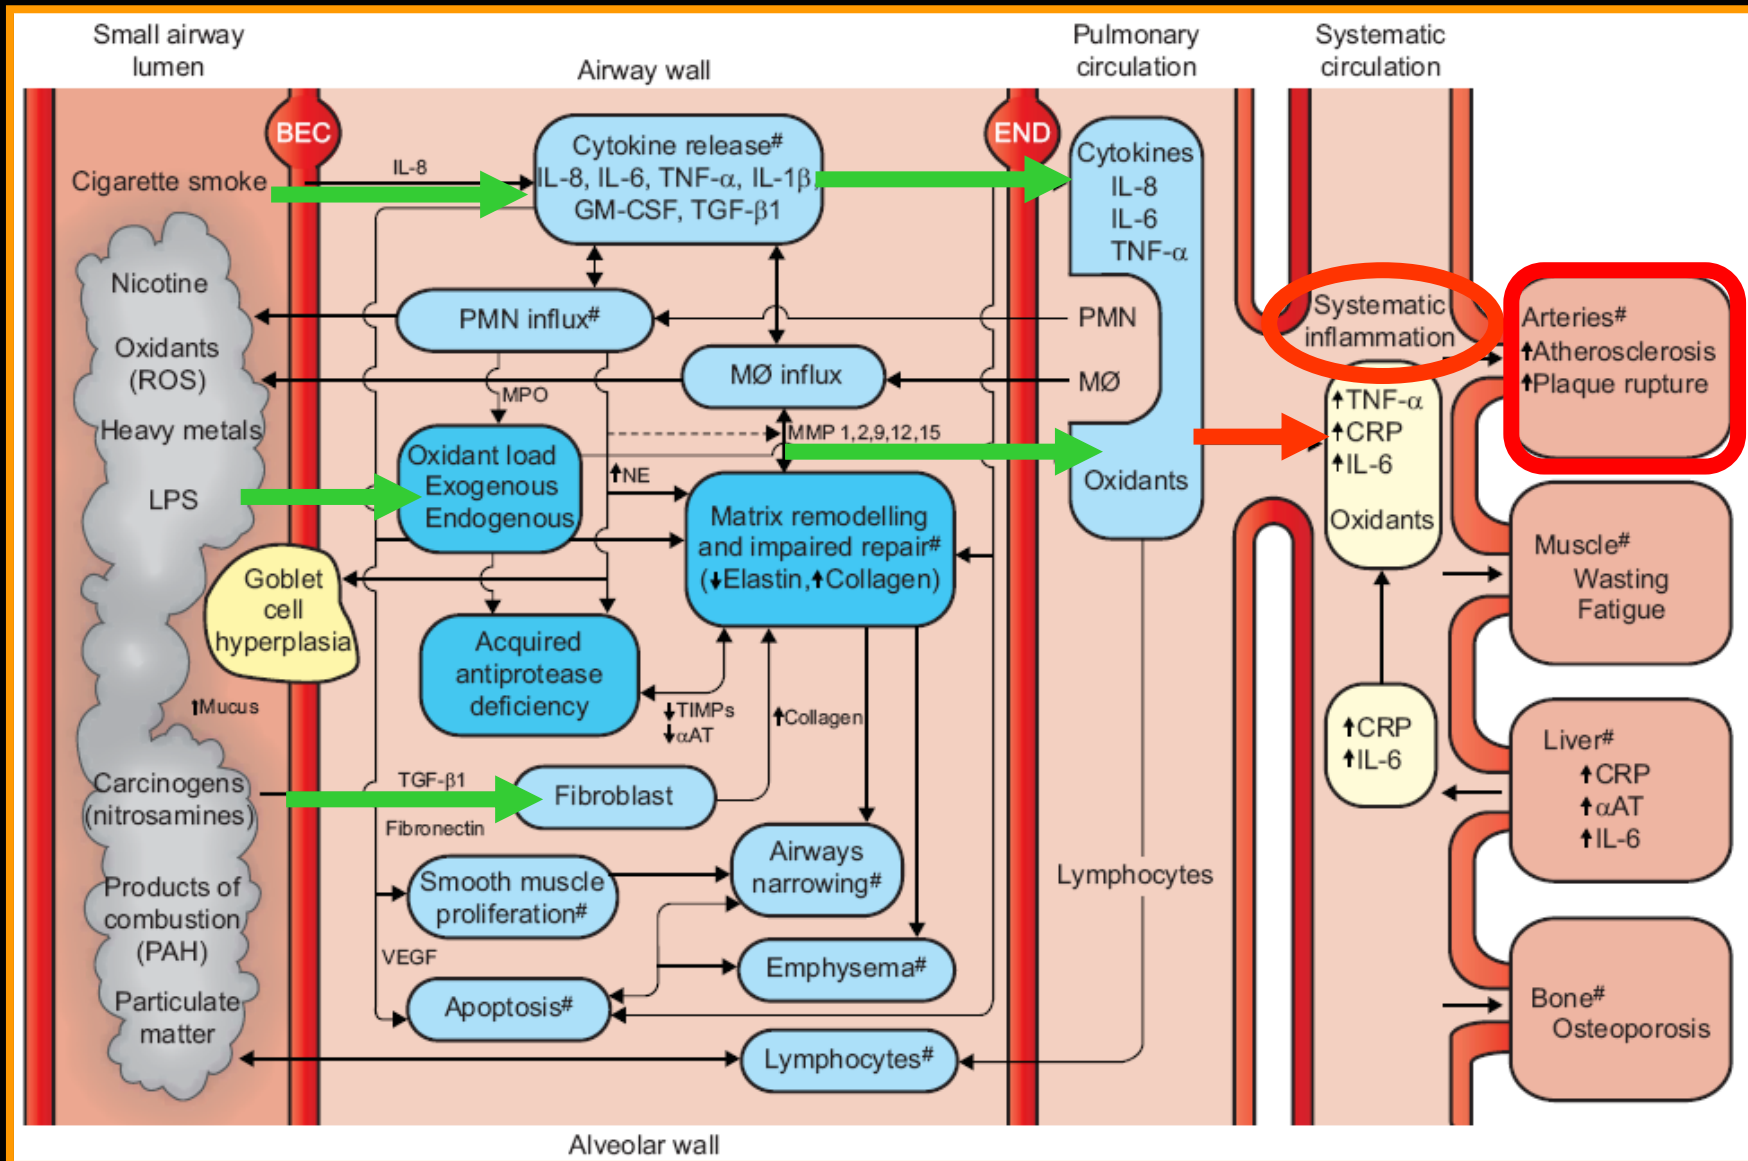 Small airway
lumen
Airway wall
Pulmonary
circulation
Systematic
circulation
BEC
END
Cigarette smoke
IL-8
Cytokine release#
IL-8, IL-6, TNF-α, IL-1β,
GM-CSF, TGF-β1
Cytokines
IL-8
IL-6
TNF-α
PMN
MØ
Oxidants
Nicotine
Oxidants
(ROS)
Heavy metals
LPS
PMN influx#
MØ influx
MPO
MMP 1,2,9,12,15
Oxidant load
Exogenous
Endogenous
↑NE
Matrix remodelling
and impaired repair#
(↓Elastin,↑Collagen)
Goblet
cell
hyperplasia
↑Mucus
Acquired
antiprotease
deficiency
↓TIMPs
↓αAT
↑Collagen
Carcinogens
(nitrosamines)
Products of
combustion
(PAH)
Particulate
matter
TGF-β1
Fibronectin
Fibroblast
Smooth muscle
proliferation#
Airways
narrowing#
VEGF
Emphysema#
Apoptosis#
Lymphocytes#
Lymphocytes
Systematic
inflammation
↑TNF-α
↑CRP
↑IL-6
Oxidants
↑CRP
↑IL-6
Arteries#
↑Atherosclerosis
↑Plaque rupture
Muscle#
Wasting
Fatigue
Liver#
↑CRP
↑αAT
↑IL-6
Bone#
Osteoporosis
Alveolar wall